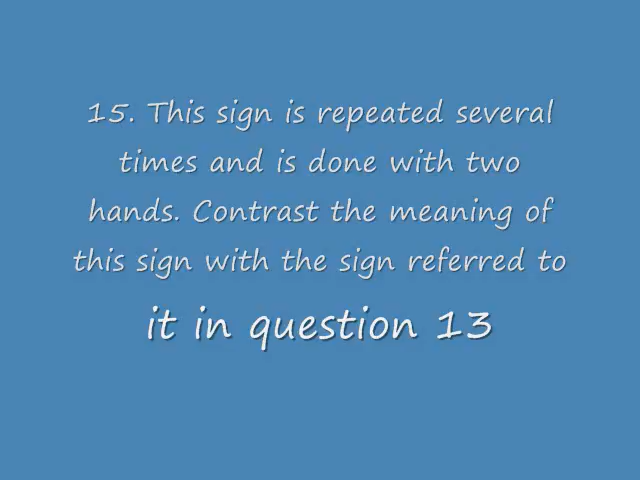 15. This sign is repeated several
times and is done with two
hands. Contrast the meaning of
this sign with the sign referred to
it in question 13